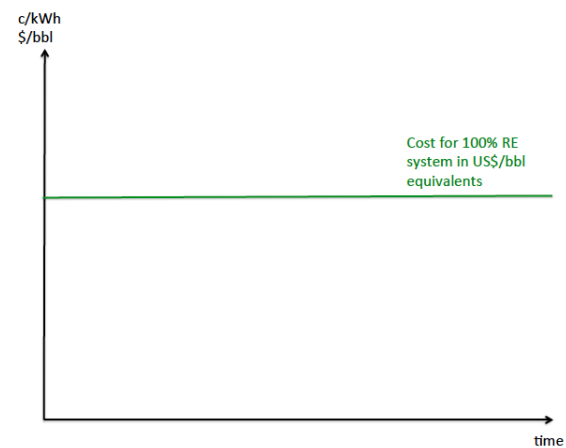 c/kWh
$/bbl
Cost for 100% RE
system in US$/bbl
equivalents
time